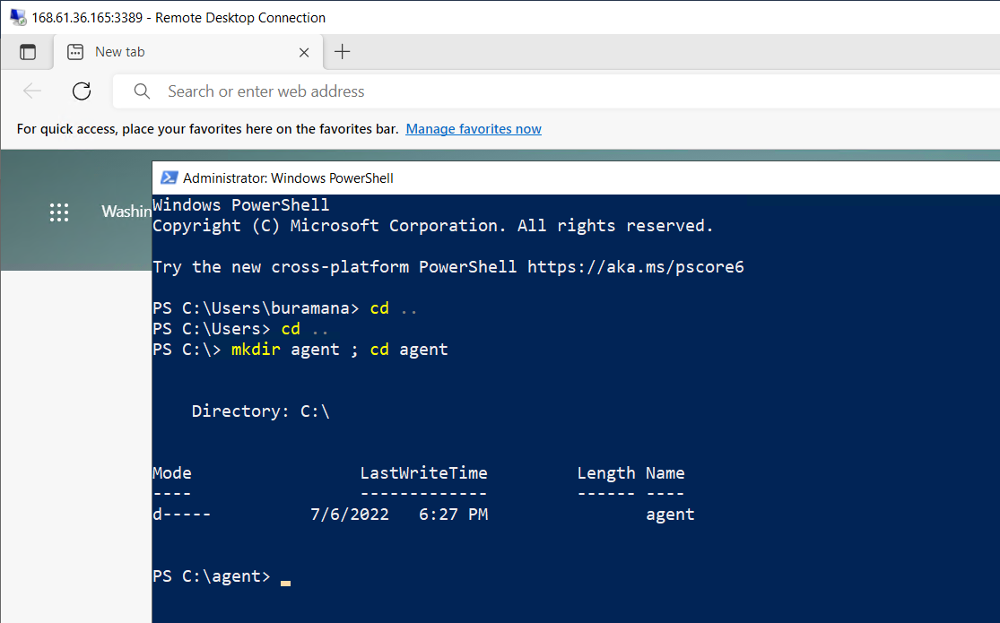 168.61.36.165:3389 - Remote Desktop Connection
New tab
Search or enter web address
For quick access, place your favorites here on the favorites bar. Manage favorites now
Administrator: Windows PowerShell
Washin
Windows PowerShell
Copyright (C) Microsoft Corporation. All rights reserved.
Try the new cross-platform PowerShell https://aka.ms/pscore6
PS C:\Users\buramana> cd ..
PS C:\Users> cd ..
PS C:\> mkdir agent ; cd agent
Directory: C:\
Mode LastWriteTime Length Name
---- ------------- ------ ----
d----- 7/6/2022 6:27 PM agent
PS C:\agent>